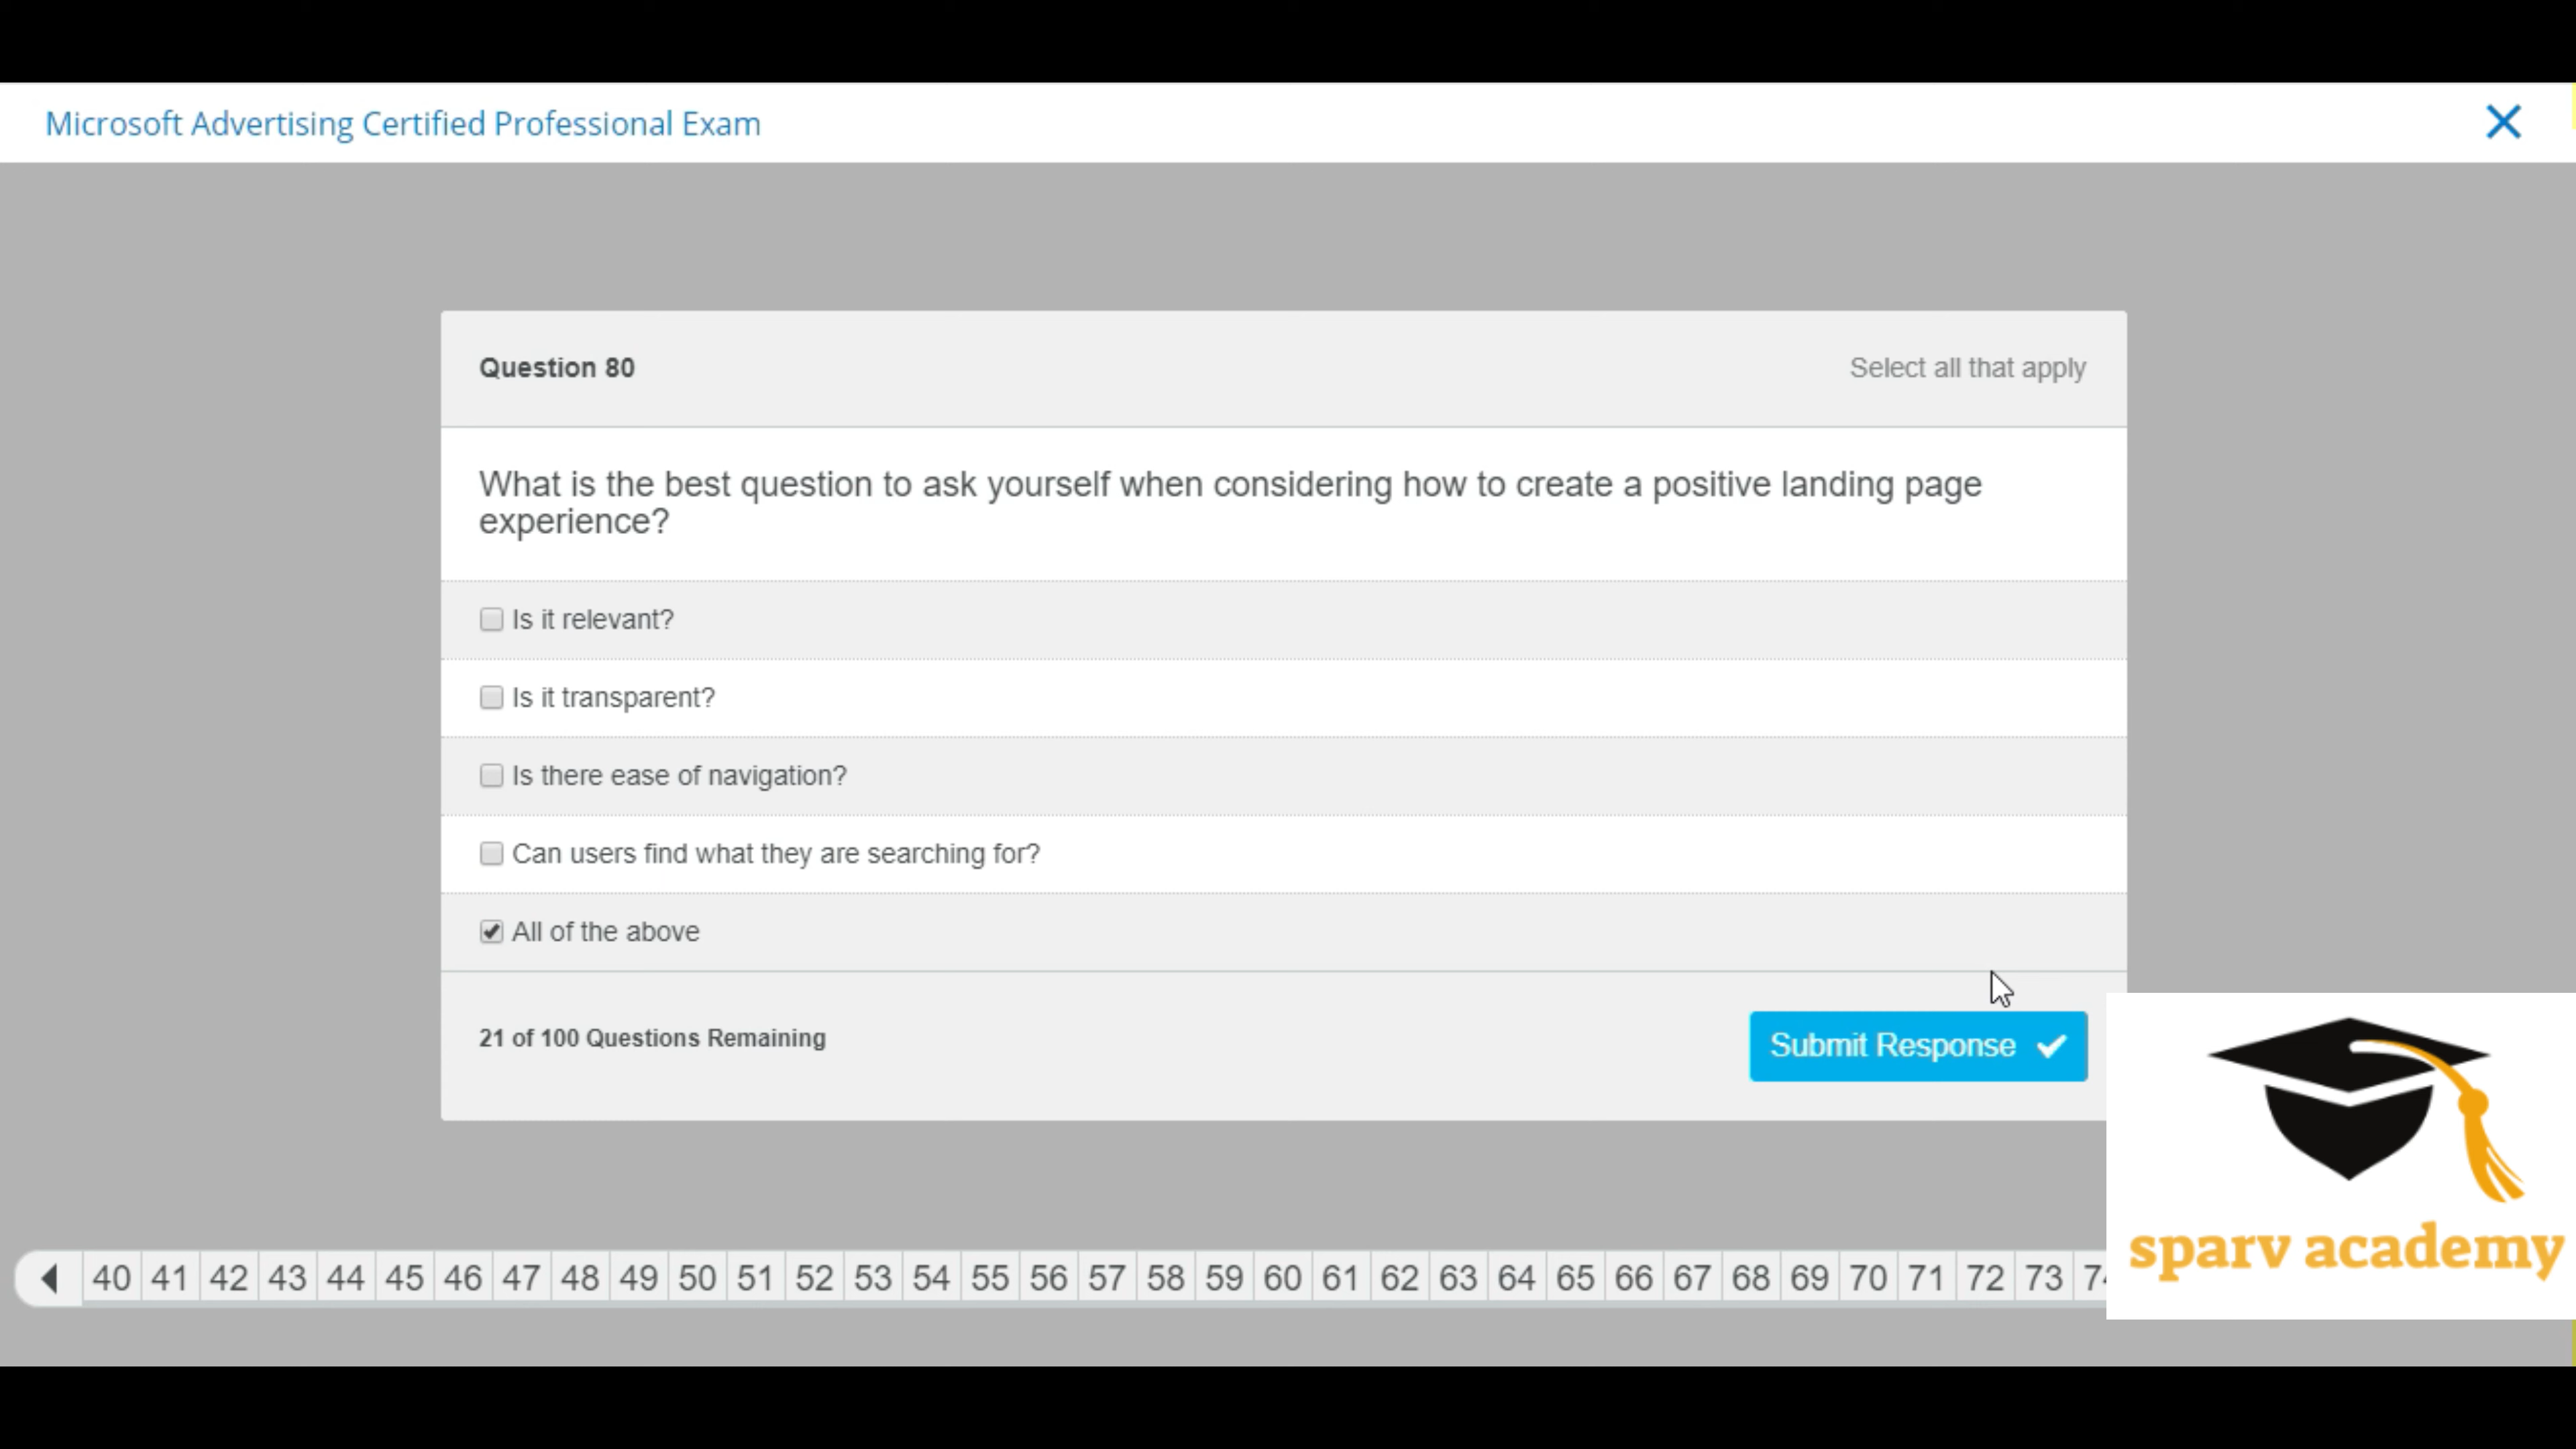 Microsoft Advertising Certified Professional Exam
Question 80
Select all that apply
What is the best question to ask yourself when considering how to create a positive landing page
experience?
Is it relevant?
Is it transparent?
Is there ease of navigation?
Can users find what they are searching for?
All of the above
21 of 100 Questions Remaining
Submit Response
sparv academy
40 41 42 43 44 45 46 47 48 49 50 51 52 53 54 55 56 57 58 59 60 61 62 63 64 65 66 67 68 69 70 71 72 73